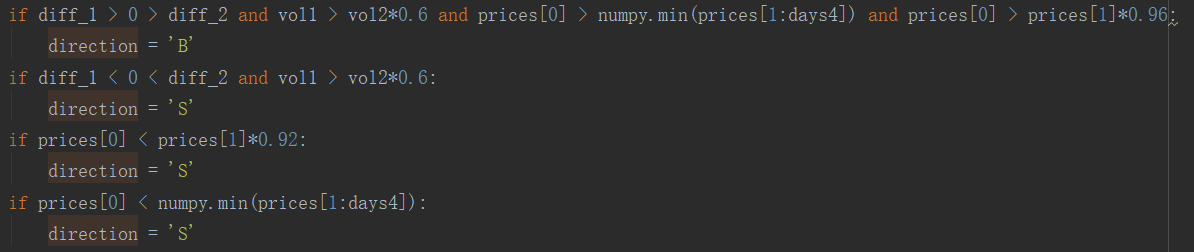 if diff_1 > 0 > diff_2 and vol1 > vol2*0.6 and prices[0] > numpy.min(prices[1:days4]) and prices[0] > prices[1]*0.96:
    direction = 'B'
if diff_1 < 0 < diff_2 and vol1 > vol2*0.6:
    direction = 'S'
if prices[0] < prices[1]*0.92:
    direction = 'S'
if prices[0] < numpy.min(prices[1:days4]):
    direction = 'S'